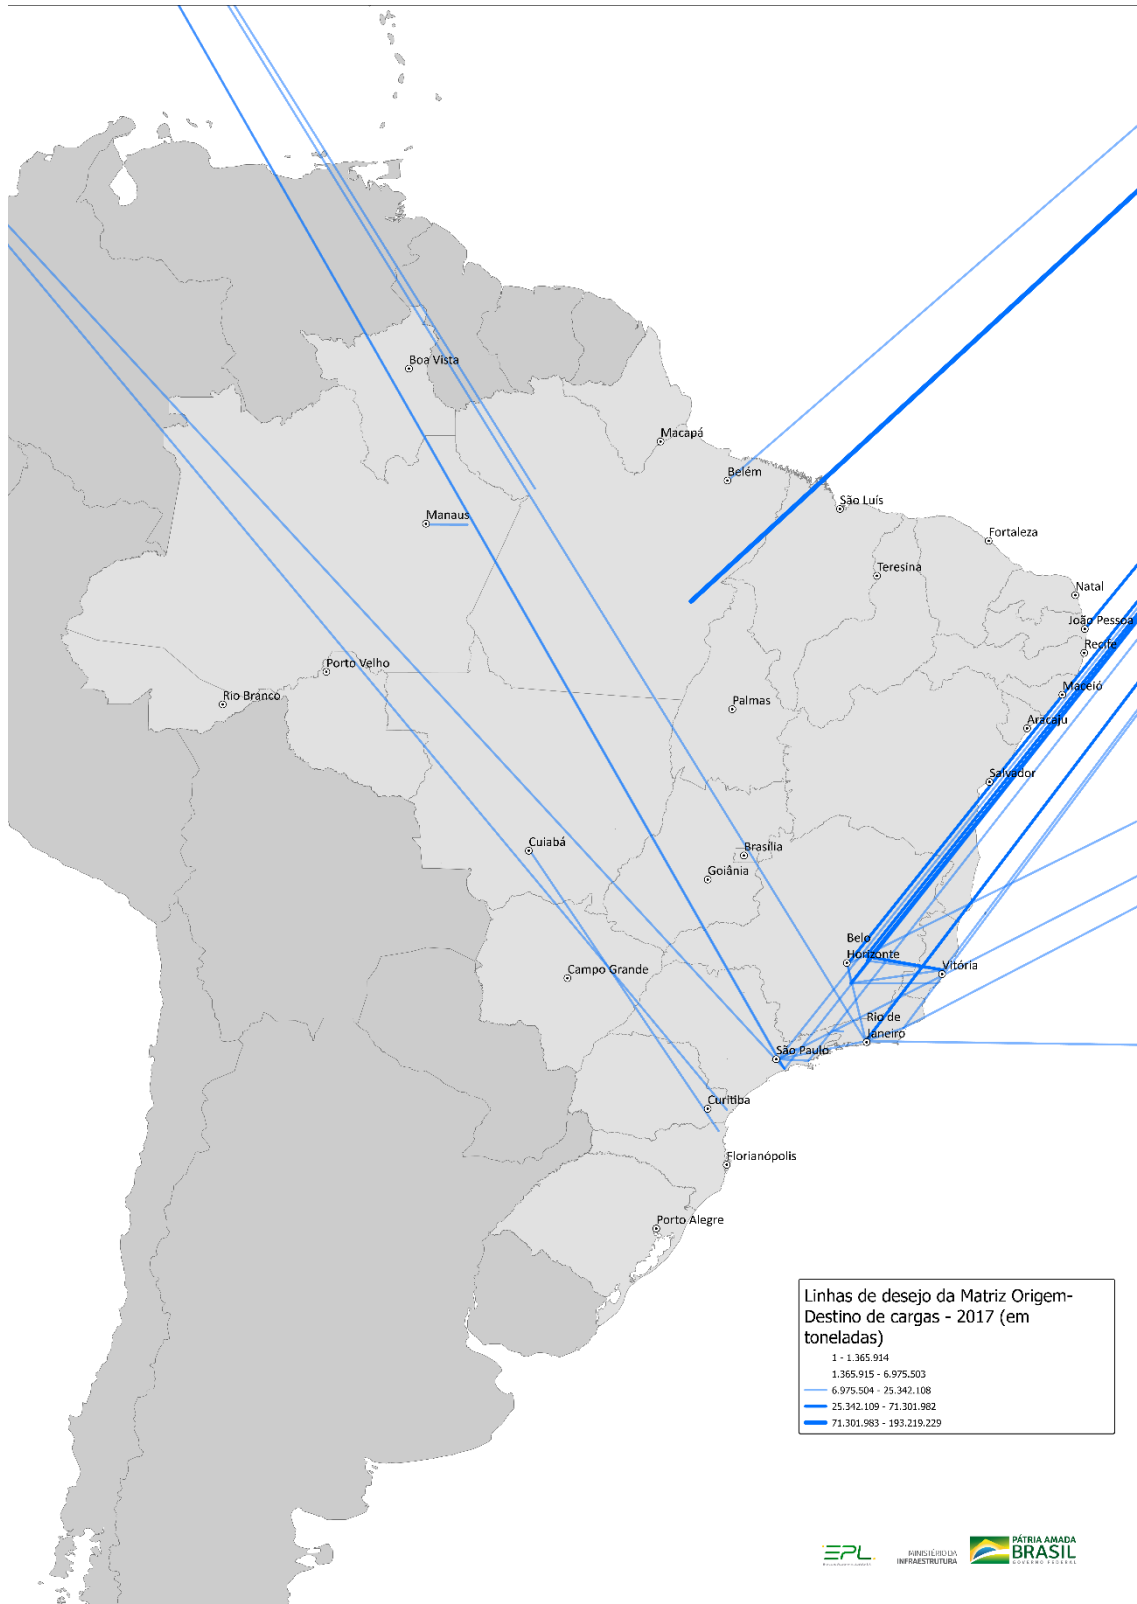 Boa Vista
Macapá
Belém
São Luís
Manaus
Fortaleza
Teresina
Natal
João Pessoa
Recife
Porto Velho
Maceió
Rio Branco
Palmas
Aracaju
Salvador
Cuiabá
Brasília
Goiânia
Belo
Horizonte
Vitória
Campo Grande
Rio de
Janeiro
São Paulo
Curitiba
Florianópolis
Porto Alegre
Linhas de desejo da Matriz Origem-
Destino de cargas - 2017 (em
toneladas)
1 - 1.365.914
1.365.915 - 6.975.503
6.975.504 - 25.342.108
25.342.109 - 71.301.982
71.301.983 - 193.219.229
EPL
MINISTÉRIO DA
INFRAESTRUTURA
PÁTRIA AMADA
BRASIL
GOVERNO FEDERAL